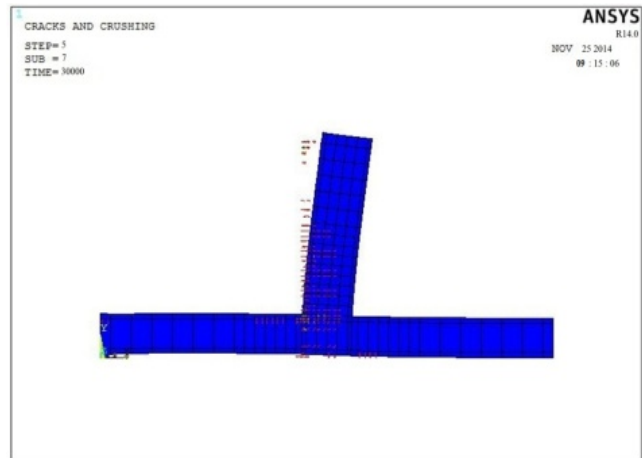 1
CRACKS AND CRUSHING
STEP= 5
SUB = 7
TIME= 30000
ANSYS
R14.0
NOV 25 2014
09 : 15 : 06
Y